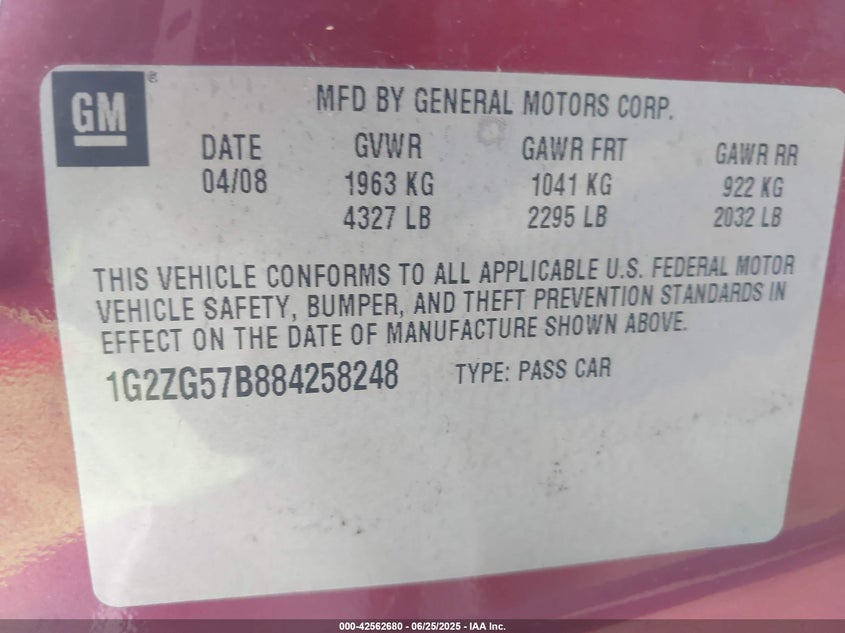 GM
®
MFD BY GENERAL MOTORS CORP.
DATE GVWR GAWR FRT GAWR RR
04/08 1963 KG 1041 KG 922 KG
4327 LB 2295 LB 2032 LB
THIS VEHICLE CONFORMS TO ALL APPLICABLE U.S. FEDERAL MOTOR
VEHICLE SAFETY, BUMPER, AND THEFT PREVENTION STANDARDS IN
EFFECT ON THE DATE OF MANUFACTURE SHOWN ABOVE.
1G2ZG57B884258248 TYPE: PASS CAR
000-42562680 - 06/25/2025 - IAA Inc.